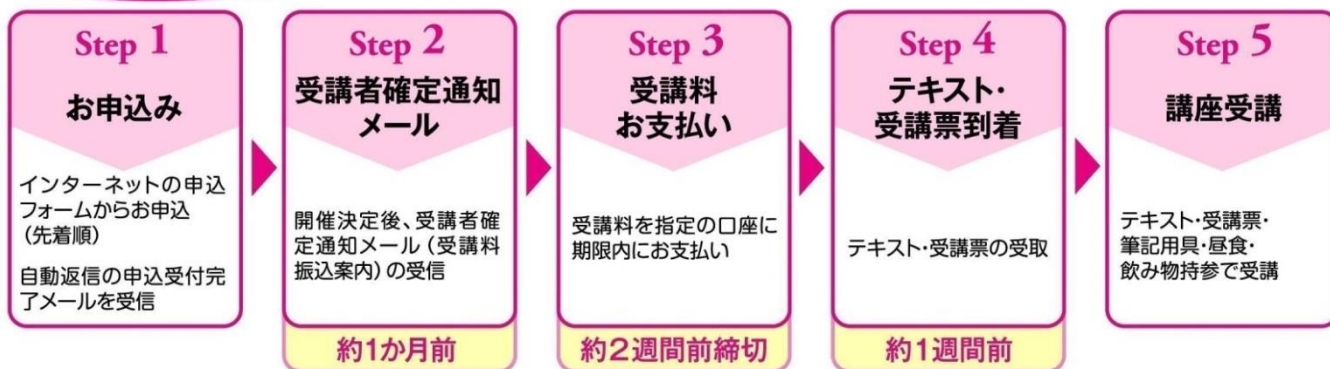 Step 1
お申込み
インターネットの申込
フォームからお申込
(先着順)
自動返信の申込受付完
了メールを受信
Step 2
受講者確定通知
メール
開催決定後、受講者確
定通知メール(受講料
振込案内)の受信
約1か月前
Step 3
受講料
お支払い
受講料を指定の口座に
期限内にお支払い
約2週間前締切
Step 4
テキスト・
受講票到着
テキスト・受講票の受取
約1週間前
Step 5
講座受講
テキスト・受講票・
筆記用具・昼食・
飲み物持参で受講